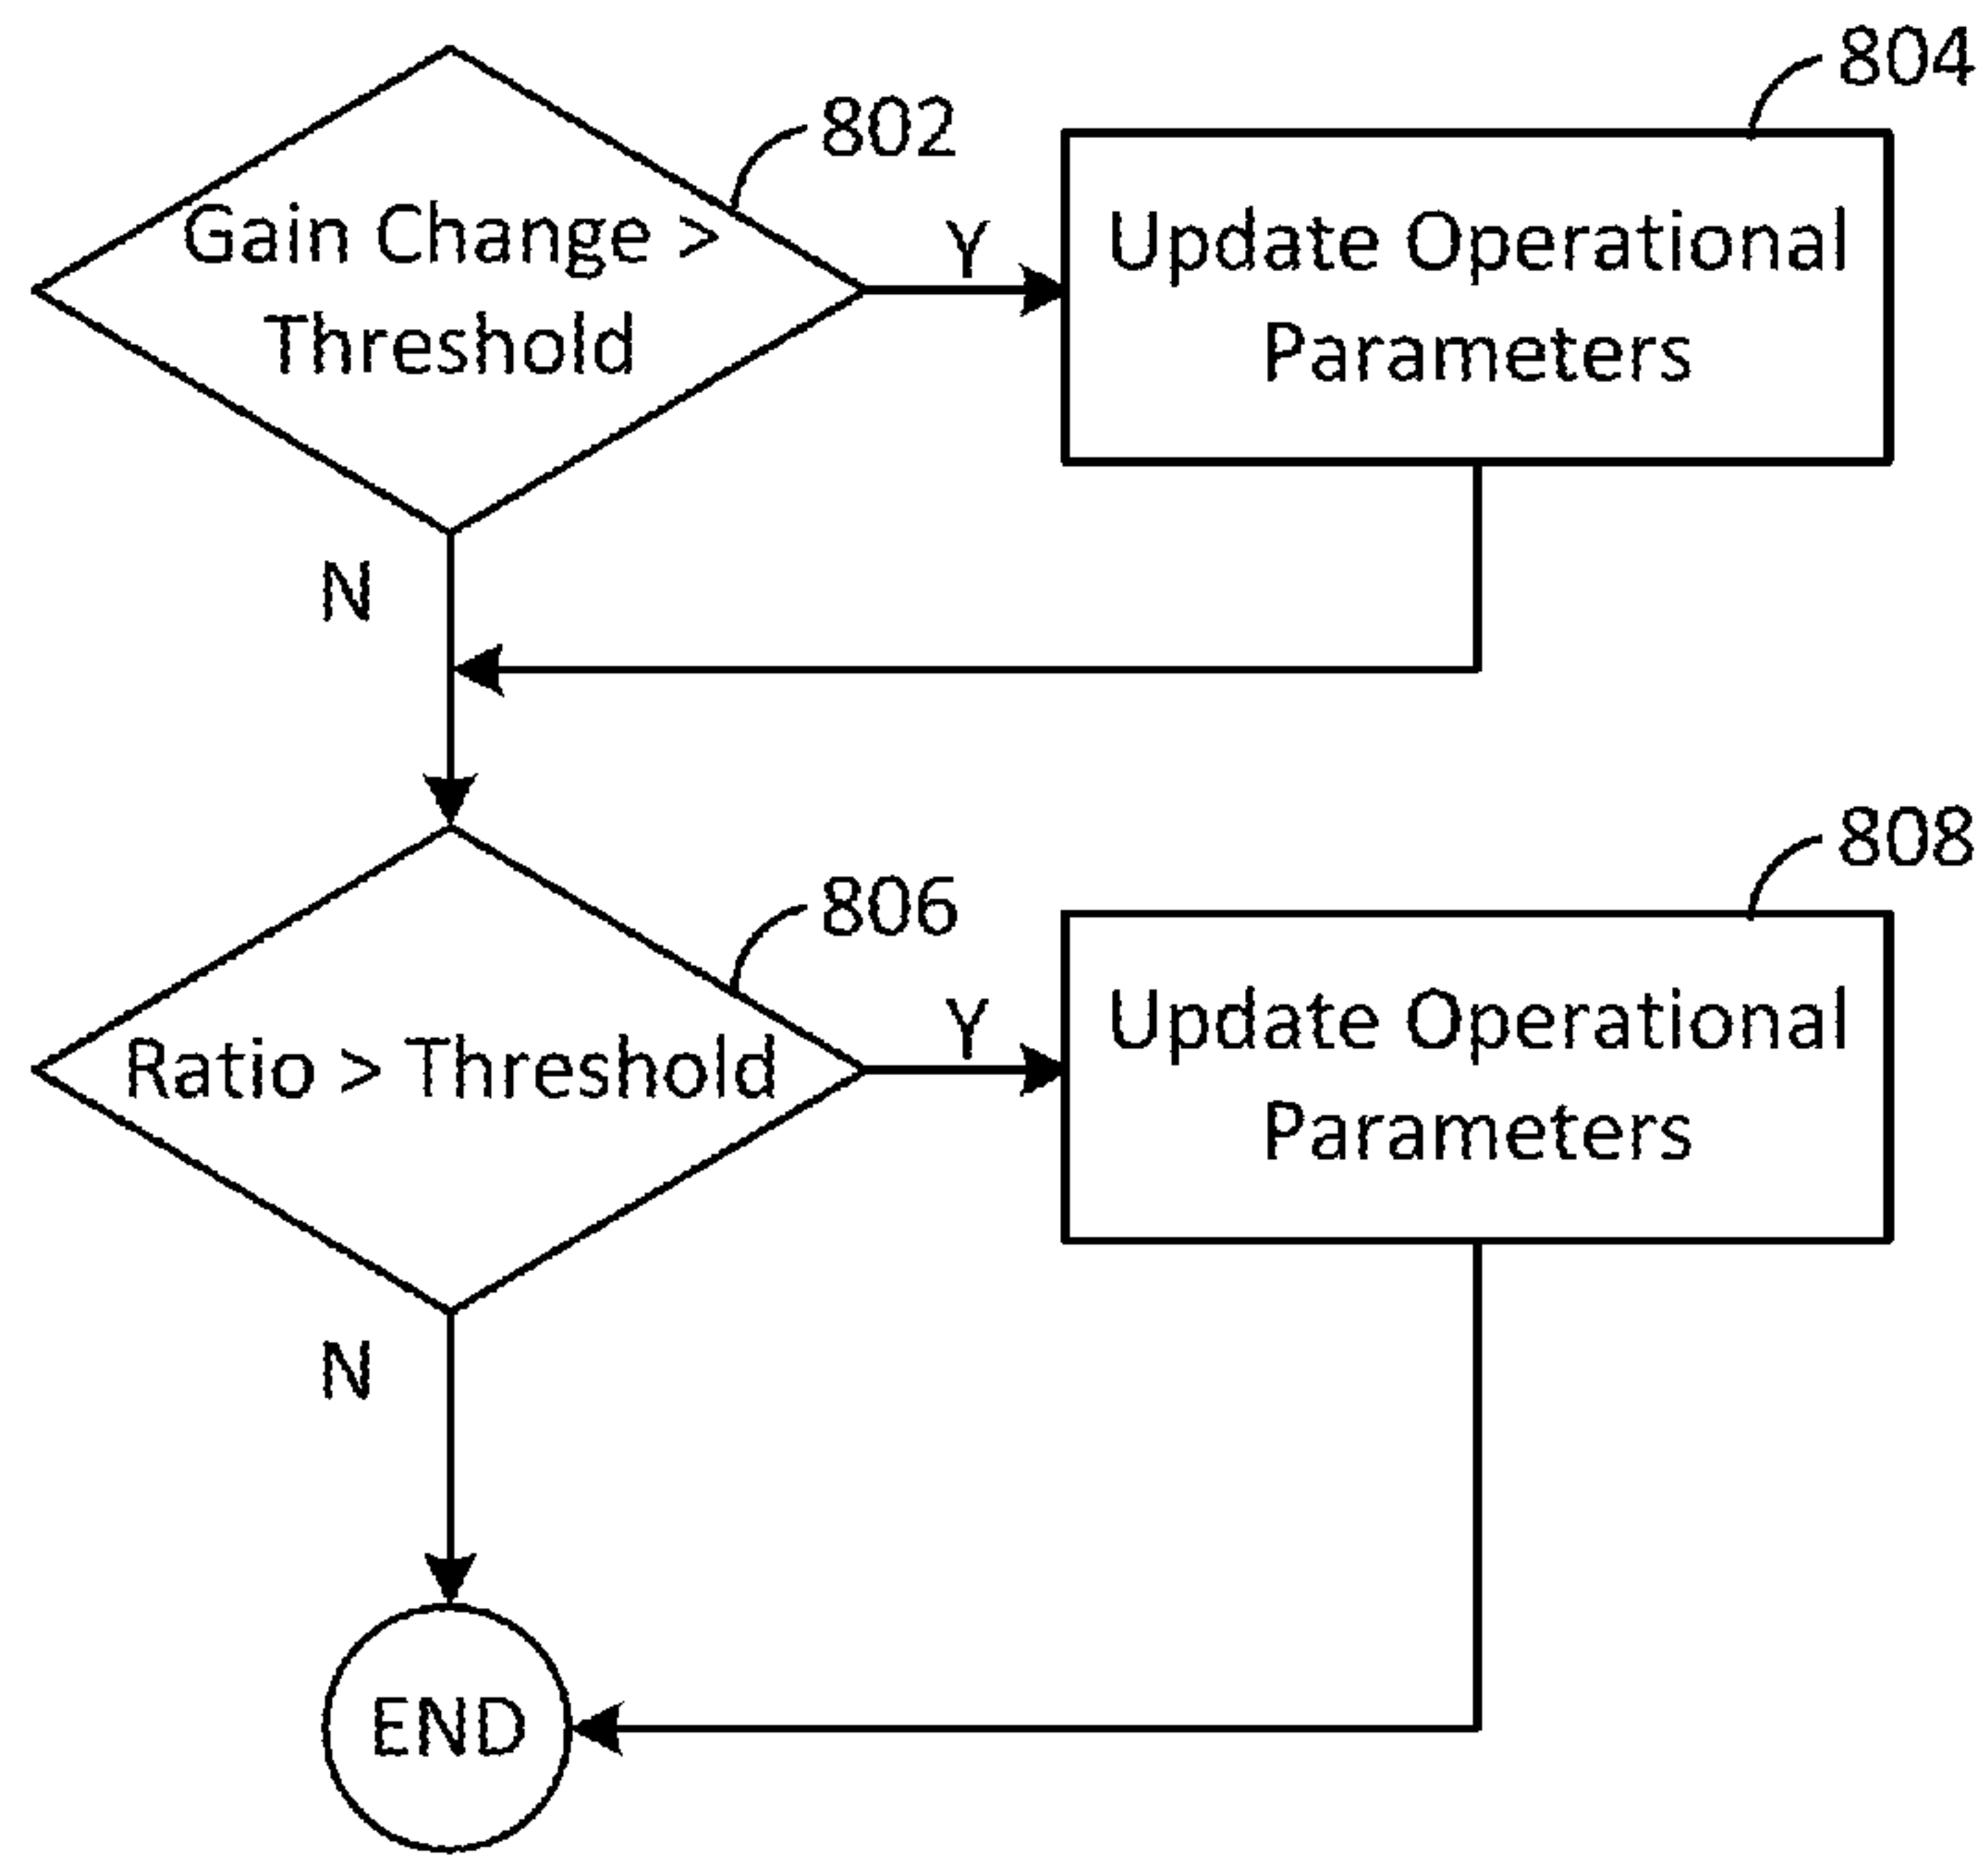 804
802
Gain Change >
Threshold
Y
Update Operational
Parameters
N
808
806
Ratio > Threshold
Y
Update Operational
Parameters
N
END